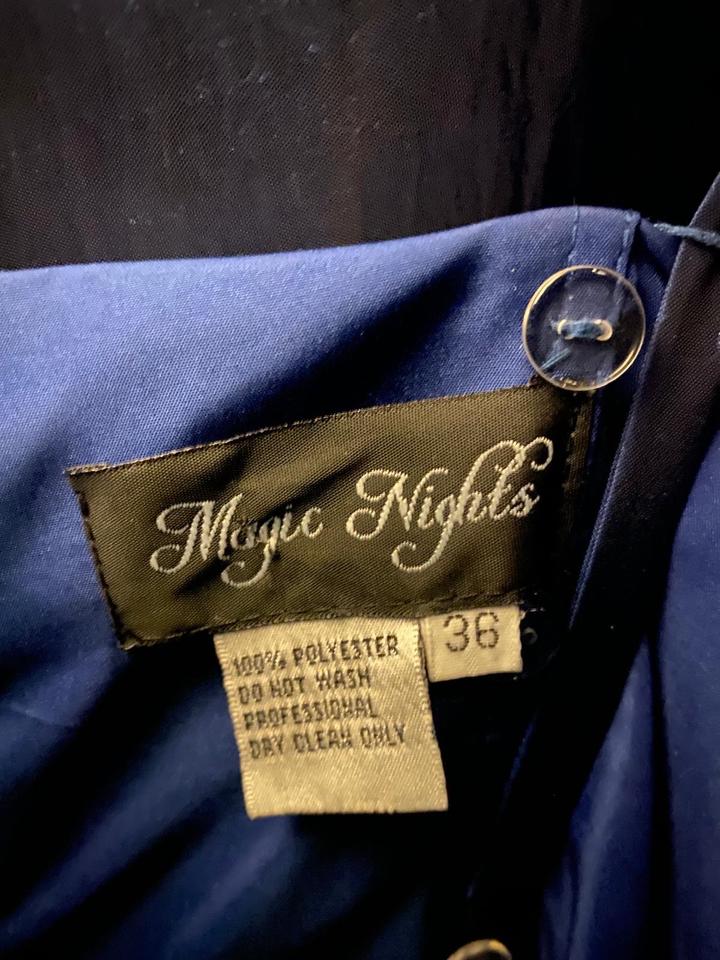 Magic Nights
36
100% POLYESTER
DO NOT WASH
PROFESSIONAL
DRY CLEAN ONLY